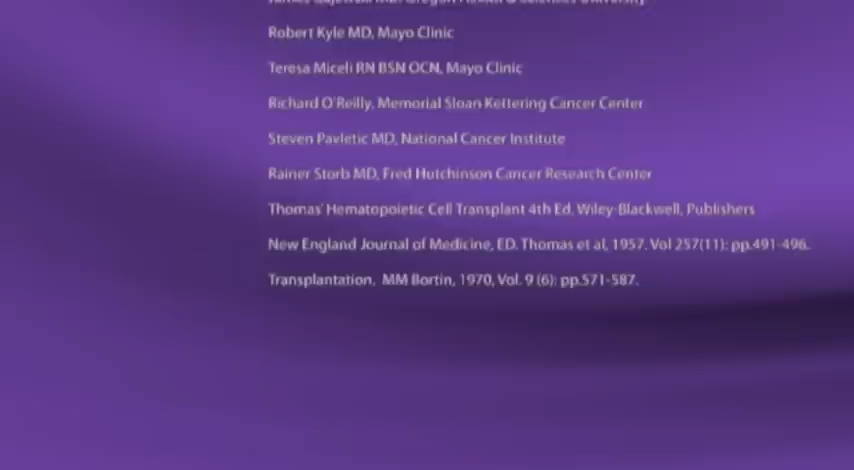 Robert Kyle MD, Mayo Clinic
Teresa Miceli RN BSN OCN, Mayo Clinic
Richard O'Reilly, Memorial Sloan Kettering Cancer Center
Steven Pavletic MD, National Cancer Institute
Rainer Storb MD, Fred Hutchinson Cancer Research Center
Thomas' Hematopoietic Cell Transplant 4th Ed, Wiley-Blackwell, Publishers
New England Journal of Medicine, ED. Thomas et al, 1957. Vol 257(11): pp.491-496.
Transplantation, MM Bortin, 1970, Vol. 9 (6): pp.571-587.